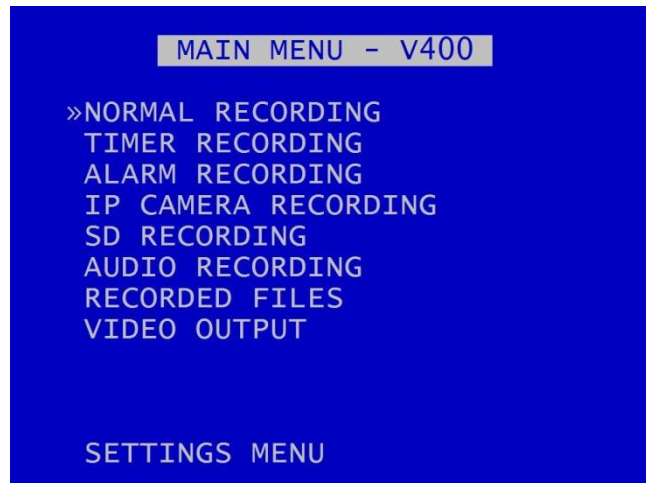 MAIN MENU - V400
»NORMAL RECORDING
TIMER RECORDING
ALARM RECORDING
IP CAMERA RECORDING
SD RECORDING
AUDIO RECORDING
RECORDED FILES
VIDEO OUTPUT
SETTINGS MENU